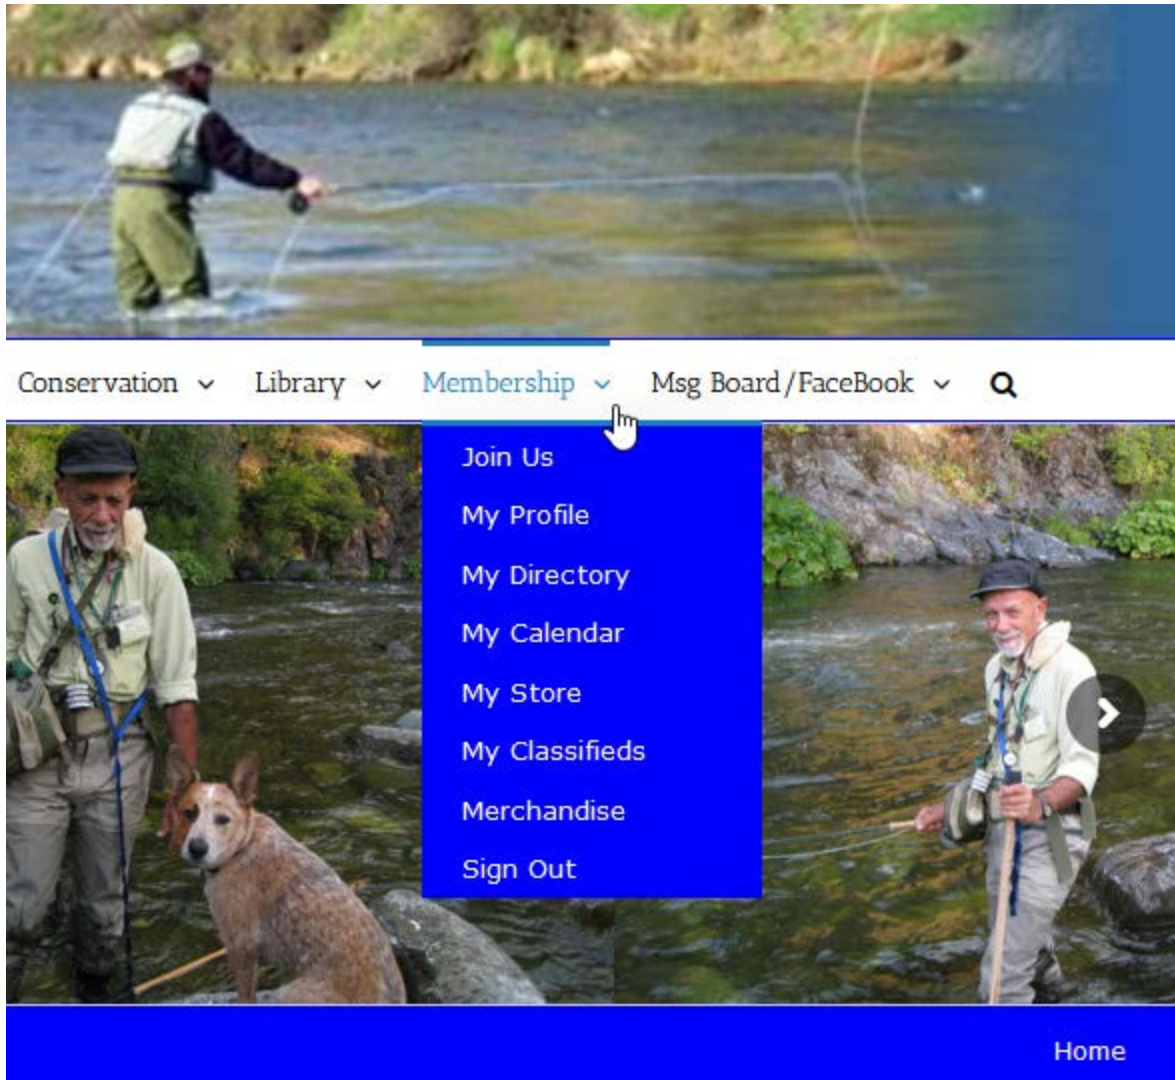 Conservation Library Membership Msg Board/FaceBook
Join Us
My Profile
My Directory
My Calendar
My Store
My Classifieds
Merchandise
Sign Out
Home